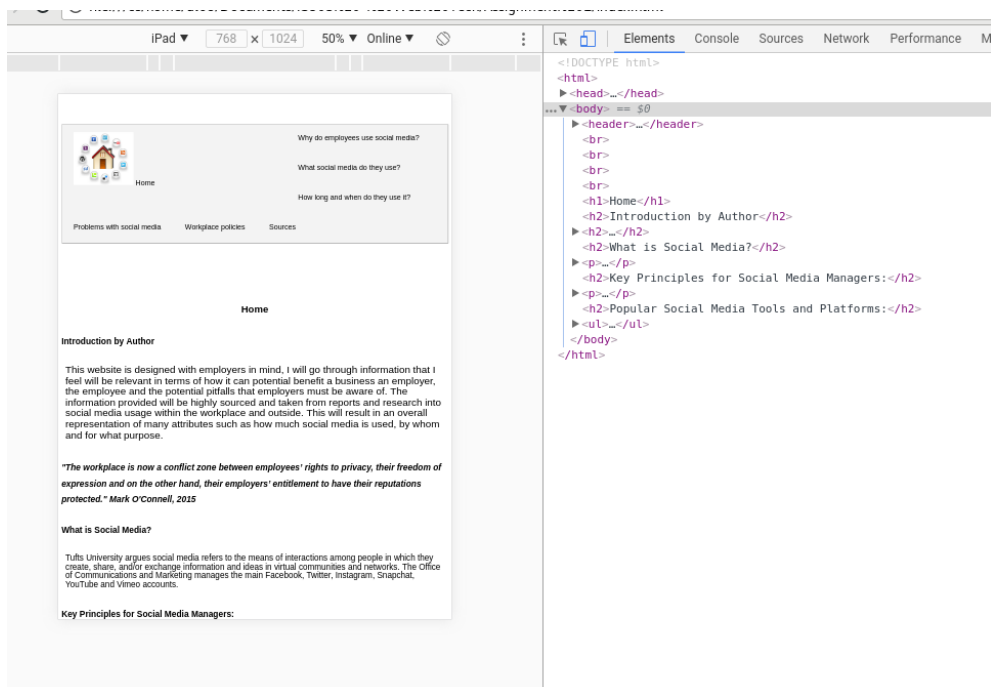 iPad ▼ 768 x 1024 50% ▼ Online ▼
Elements Console Sources Network Performance M
Why do employees use social media?
What social media do they use?
Home
How long and when do they use it?
Problems with social media Workplace policies Sources
Home
Introduction by Author
This website is designed with employers in mind, I will go through information that I
feel will be relevant in terms of how it can potential benefit a business an employer,
the employee and the potential pitfalls that employers must be aware of. The
information provided will be highly sourced and taken from reports and research into
social media usage within the workplace and outside. This will result in an overall
representation of many attributes such as how much social media is used, by whom
and for what purpose.
"The workplace is now a conflict zone between employees' rights to privacy, their freedom of
expression and on the other hand, their employers' entitlement to have their reputations
protected." Mark O'Connell, 2015
What is Social Media?
Tufts University argues social media refers to the means of interactions among people in which they
create, share, and/or exchange information and ideas in virtual communities and networks. The Office
of Communications and Marketing manages the main Facebook, Twitter, Instagram, Snapchat,
YouTube and Vimeo accounts.
Key Principles for Social Media Managers:
<!DOCTYPE html>
<html>
▶<head>…</head>
…▼<body> == $0
▶<header>…</header>
<br>
<br>
<br>
<br>
<h1>Home</h1>
<h2>Introduction by Author</h2>
▶<h2>…</h2>
<h2>What is Social Media?</h2>
▶<p>…</p>
<h2>Key Principles for Social Media Managers:</h2>
▶<p>…</p>
<h2>Popular Social Media Tools and Platforms:</h2>
▶<ul>…</ul>
</body>
</html>